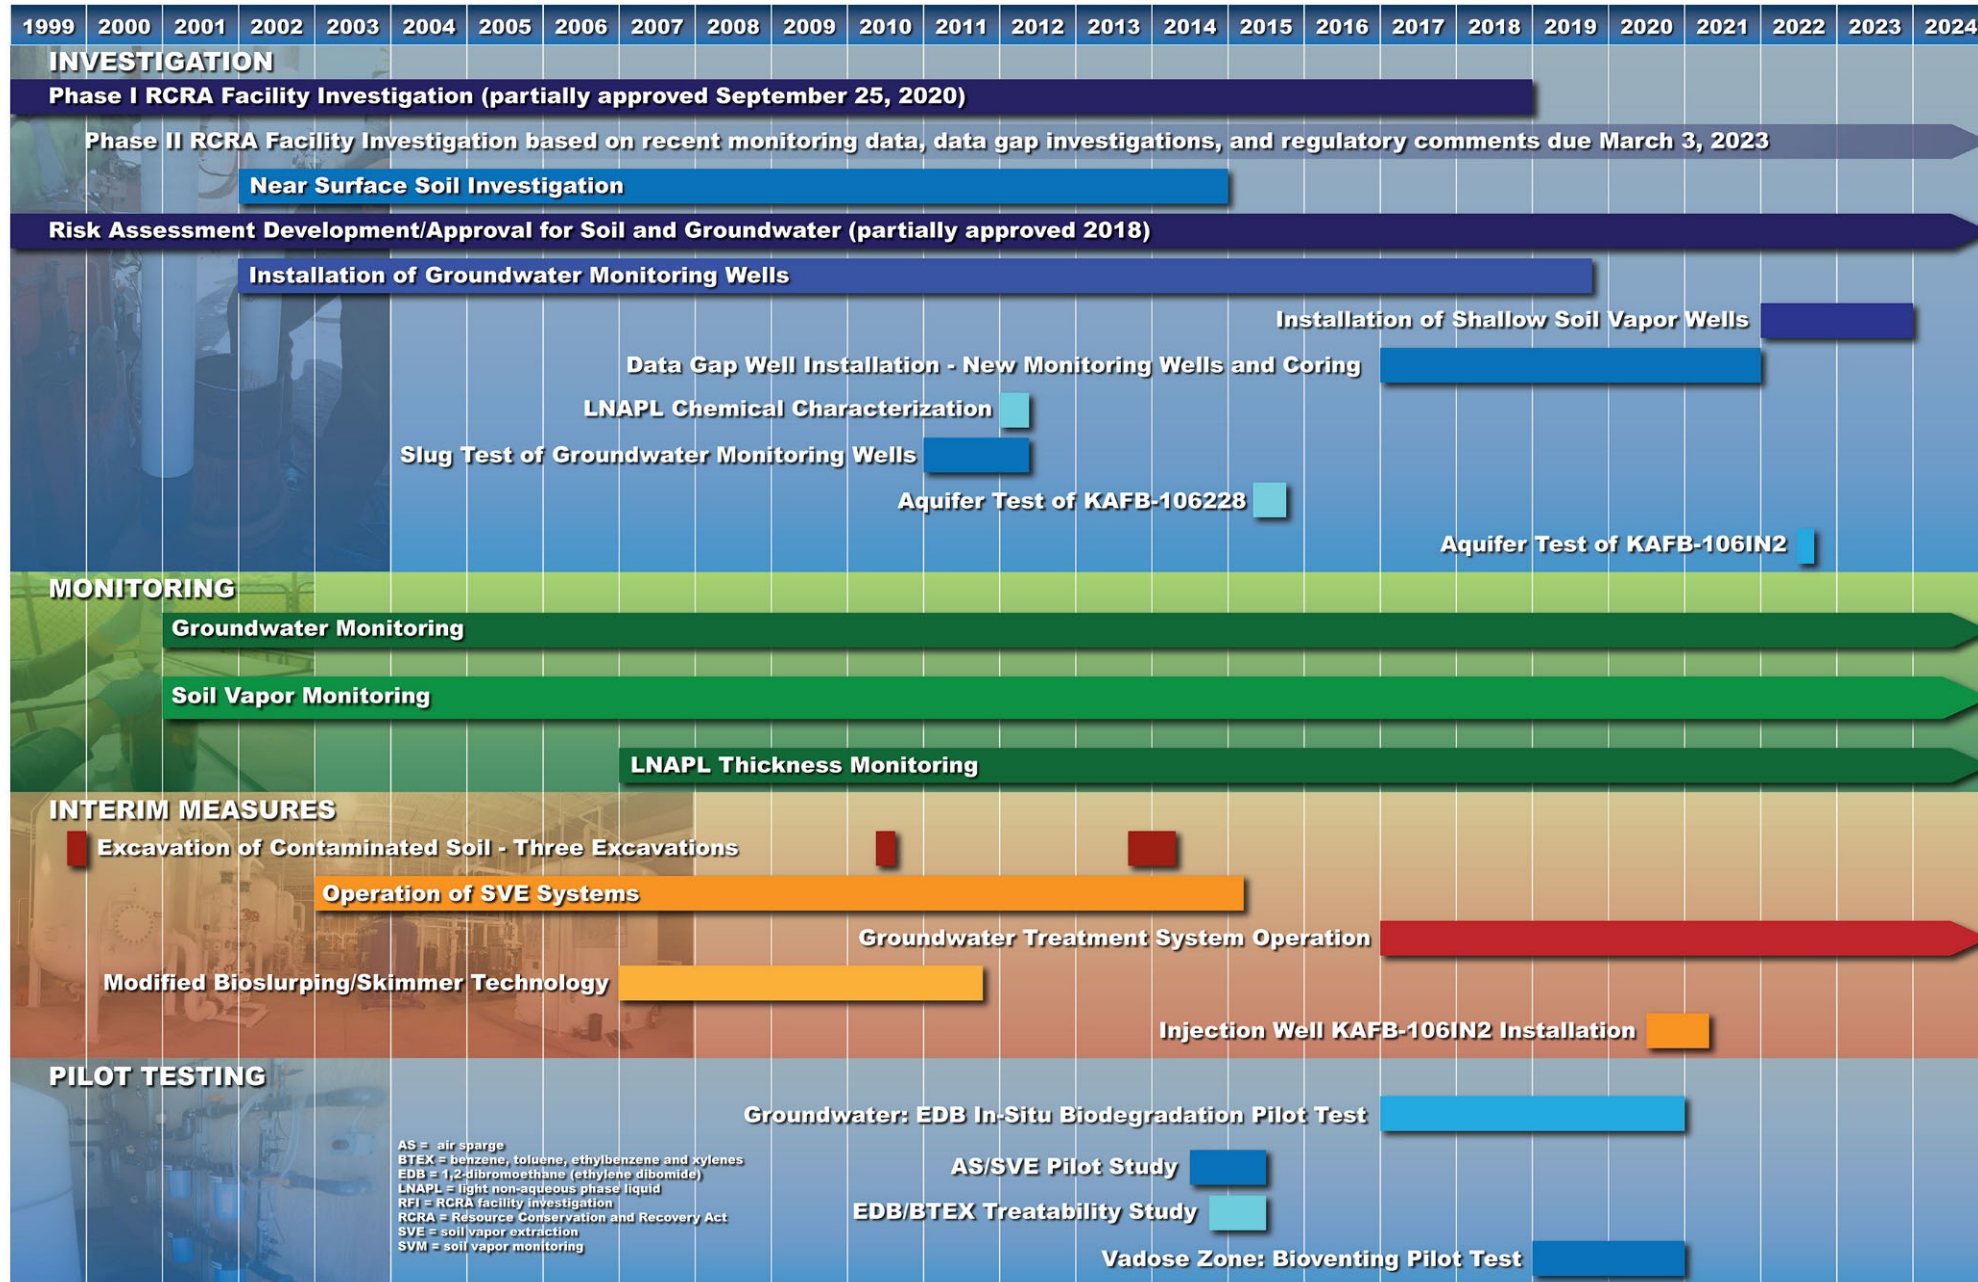 1999 2000 2001 2002 2003 2004 2005 2006 2007 2008 2009 2010 2011 2012 2013 2014 2015 2016 2017 2018 2019 2020 2021 2022 2023 2024
INVESTIGATION
Phase I RCRA Facility Investigation (partially approved September 25, 2020)
Phase II RCRA Facility Investigation based on recent monitoring data, data gap investigations, and regulatory comments due March 3, 2023
Near Surface Soil Investigation
Risk Assessment Development/Approval for Soil and Groundwater (partially approved 2018)
Installation of Groundwater Monitoring Wells
Installation of Shallow Soil Vapor Wells
Data Gap Well Installation - New Monitoring Wells and Coring
LNAPL Chemical Characterization
Slug Test of Groundwater Monitoring Wells
Aquifer Test of KAFB-106228
Aquifer Test of KAFB-106IN2
MONITORING
Groundwater Monitoring
Soil Vapor Monitoring
LNAPL Thickness Monitoring
INTERIM MEASURES
Excavation of Contaminated Soil - Three Excavations
Operation of SVE Systems
Groundwater Treatment System Operation
Modified Bioslurping/Skimmer Technology
Injection Well KAFB-106IN2 Installation
PILOT TESTING
Groundwater: EDB In-Situ Biodegradation Pilot Test
AS/SVE Pilot Study
EDB/BTEX Treatability Study
Vadose Zone: Bioventing Pilot Test
AS = air sparge
BTEX = benzene, toluene, ethylbenzene and xylenes
EDB = 1,2-dibromoethane (ethylene dibomide)
LNAPL = light non-aqueous phase liquid
RFI = RCRA facility investigation
RCRA = Resource Conservation and Recovery Act
SVE = soil vapor extraction
SVM = soil vapor monitoring